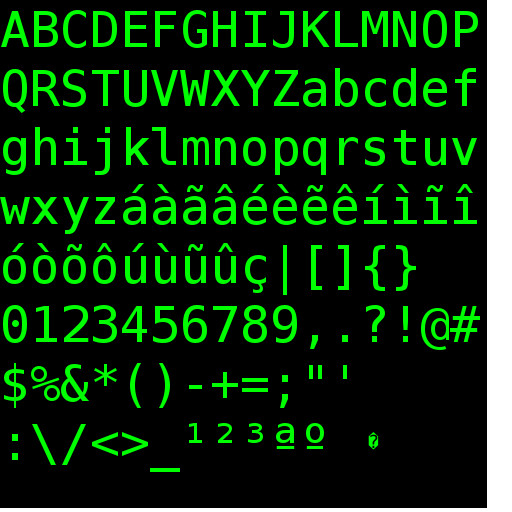 ABCDEFGHIJKLMNOP
QRSTUVWXYZabcdef
ghijklmnopqrstuv
wxyzáàãâéèẽêíìĩî
óòõôúùũûç|[]{}
0123456789,.?!@#
$%&*()-+=;"'
:\/<>_¹²³ªº �